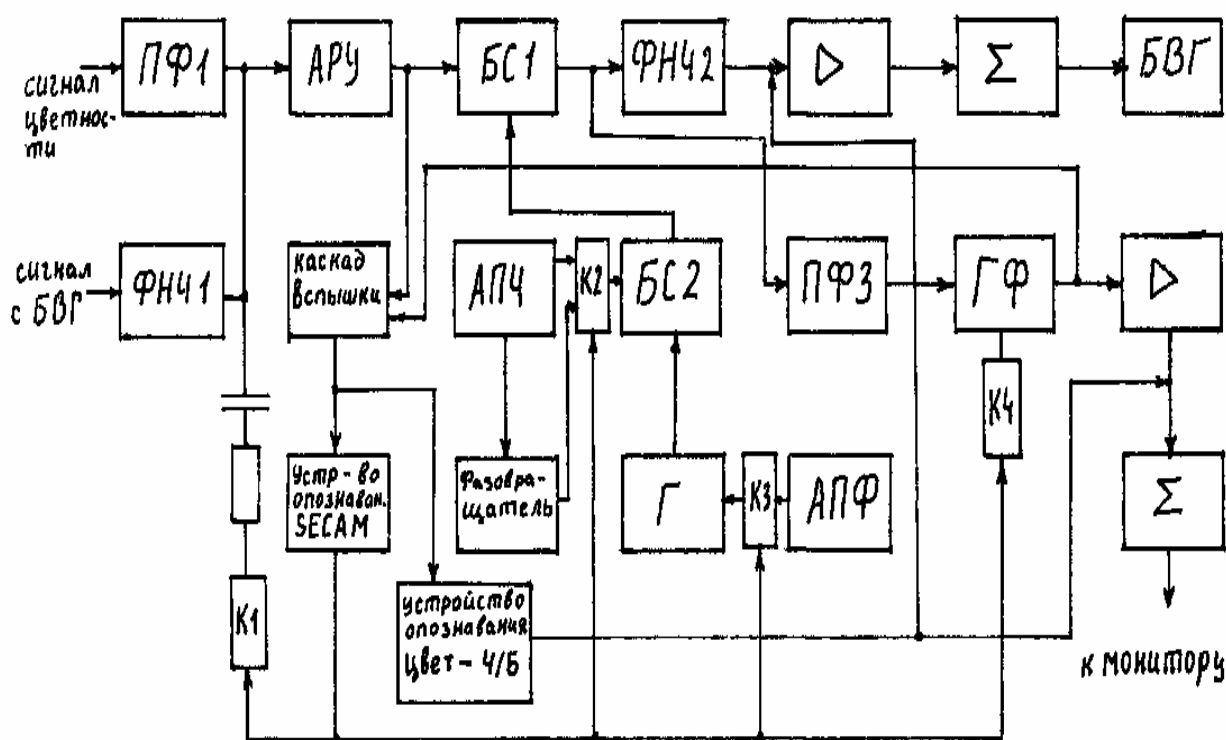 ПФ1
АРУ
БС1
ФНЧ2
▷
Σ
БВГ
сигнал
цветнос-
ти
сигнал
с БВГ
ФНЧ1
каскад
вспышки
АПЧ
К2
БС2
ПФ3
ГФ
▷
К4
Устр-во
опознаван.
SECAM
Фазовра-
щатель
Г
К3
АПФ
Σ
К1
Устройство
опознавания
Цвет - Ч/Б
к монитору